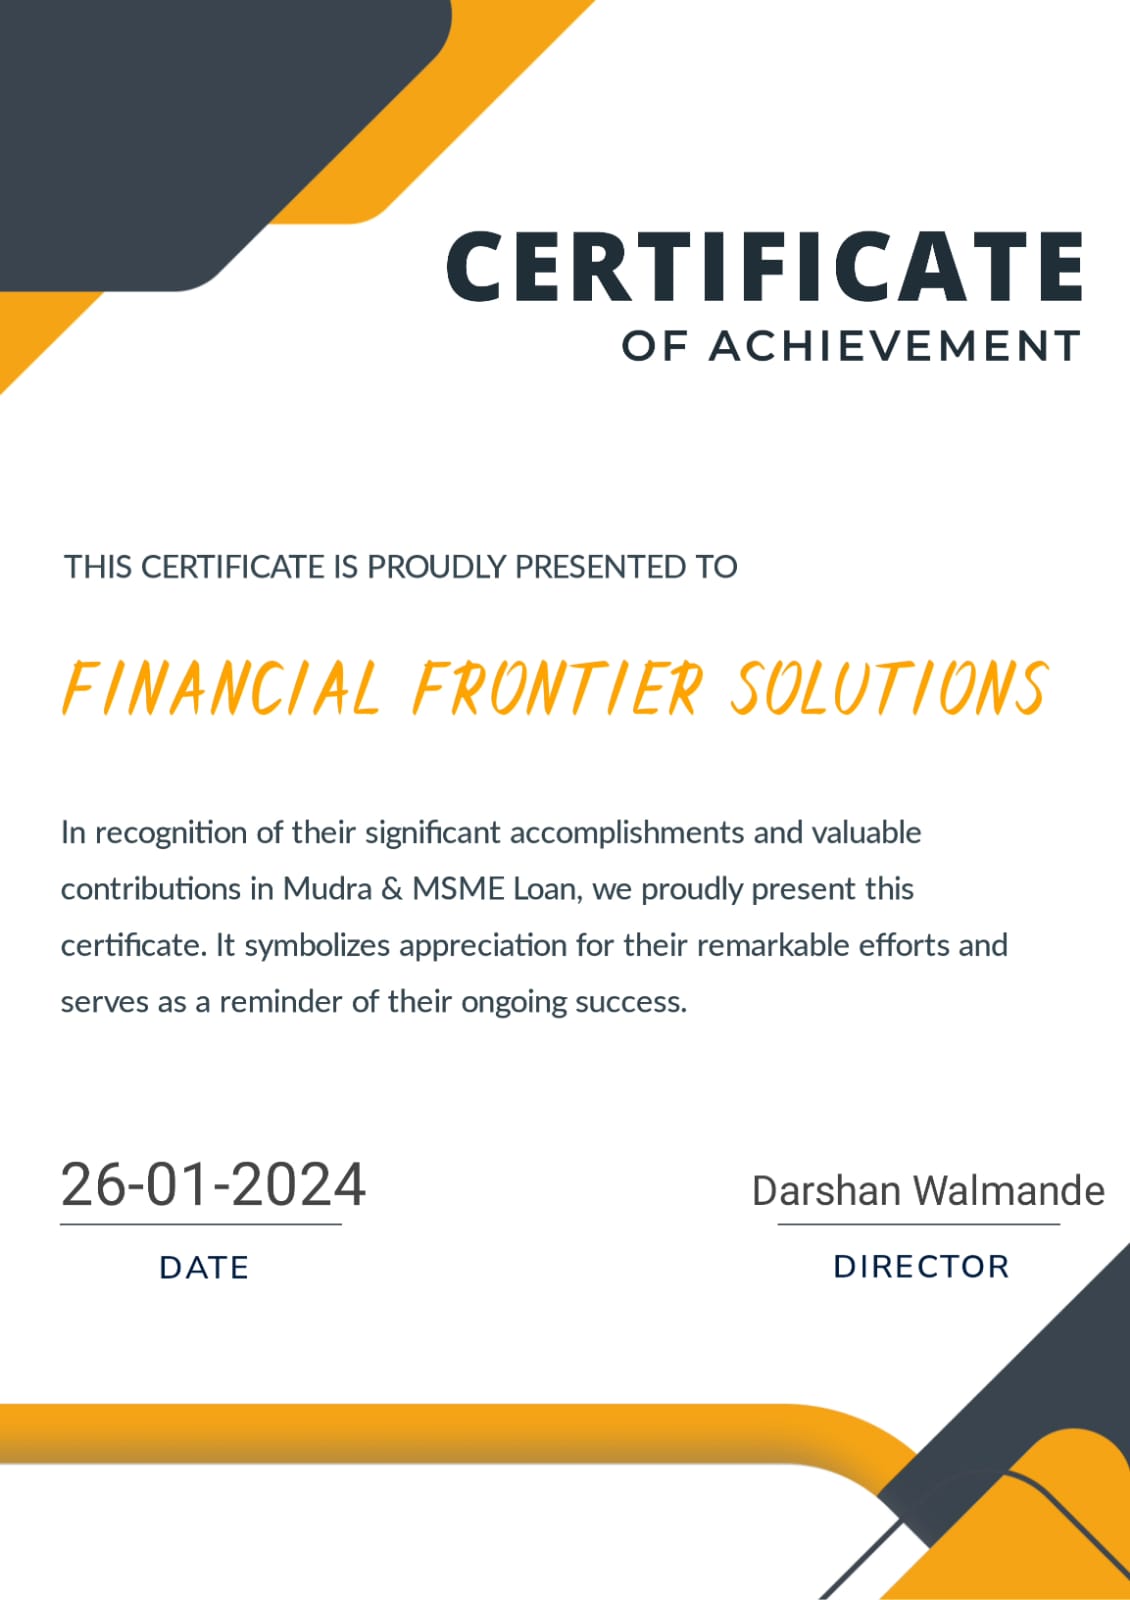 CERTIFICATE
OF ACHIEVEMENT
THIS CERTIFICATE IS PROUDLY PRESENTED TO
FINANCIAL FRONTIER SOLUTIONS
In recognition of their significant accomplishments and valuable
contributions in Mudra & MSME Loan, we proudly present this
certificate. It symbolizes appreciation for their remarkable efforts and
serves as a reminder of their ongoing success.
26-01-2024
DATE
Darshan Walmande
DIRECTOR